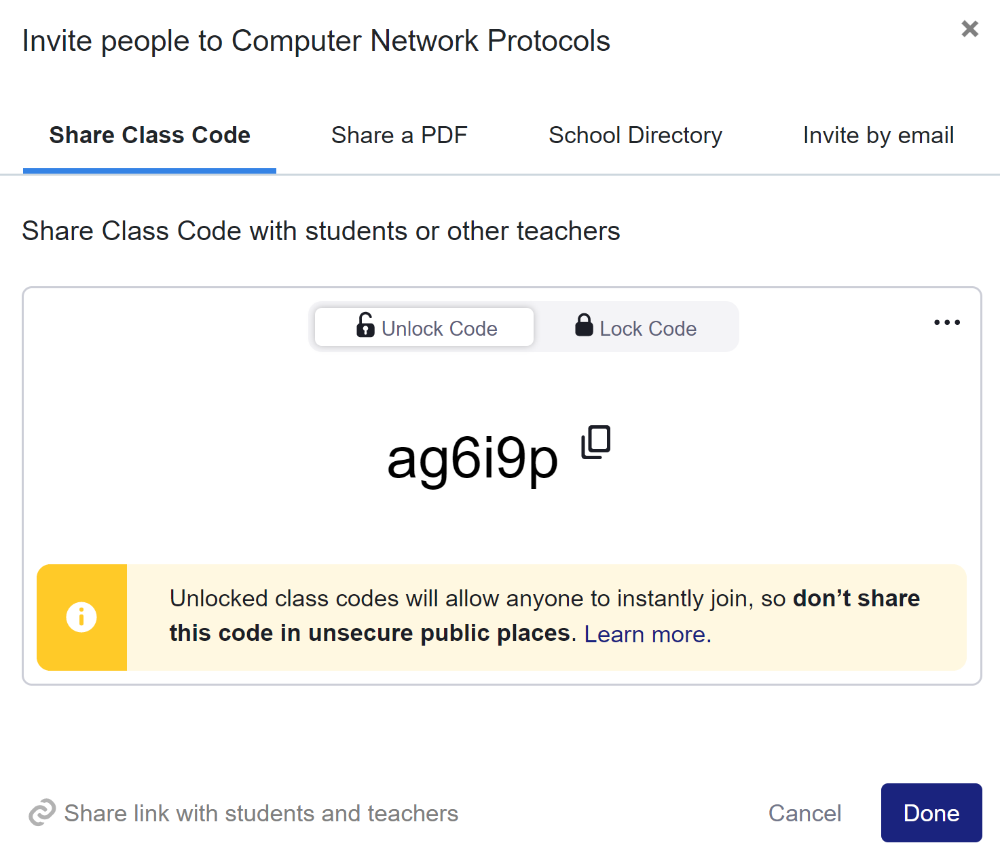 Invite people to Computer Network Protocols
Share Class Code
Share a PDF
School Directory
Invite by email
Share Class Code with students or other teachers
Unlock Code
Lock Code
ag6i9p
Unlocked class codes will allow anyone to instantly join, so don’t share
this code in unsecure public places. Learn more.
Share link with students and teachers
Cancel
Done